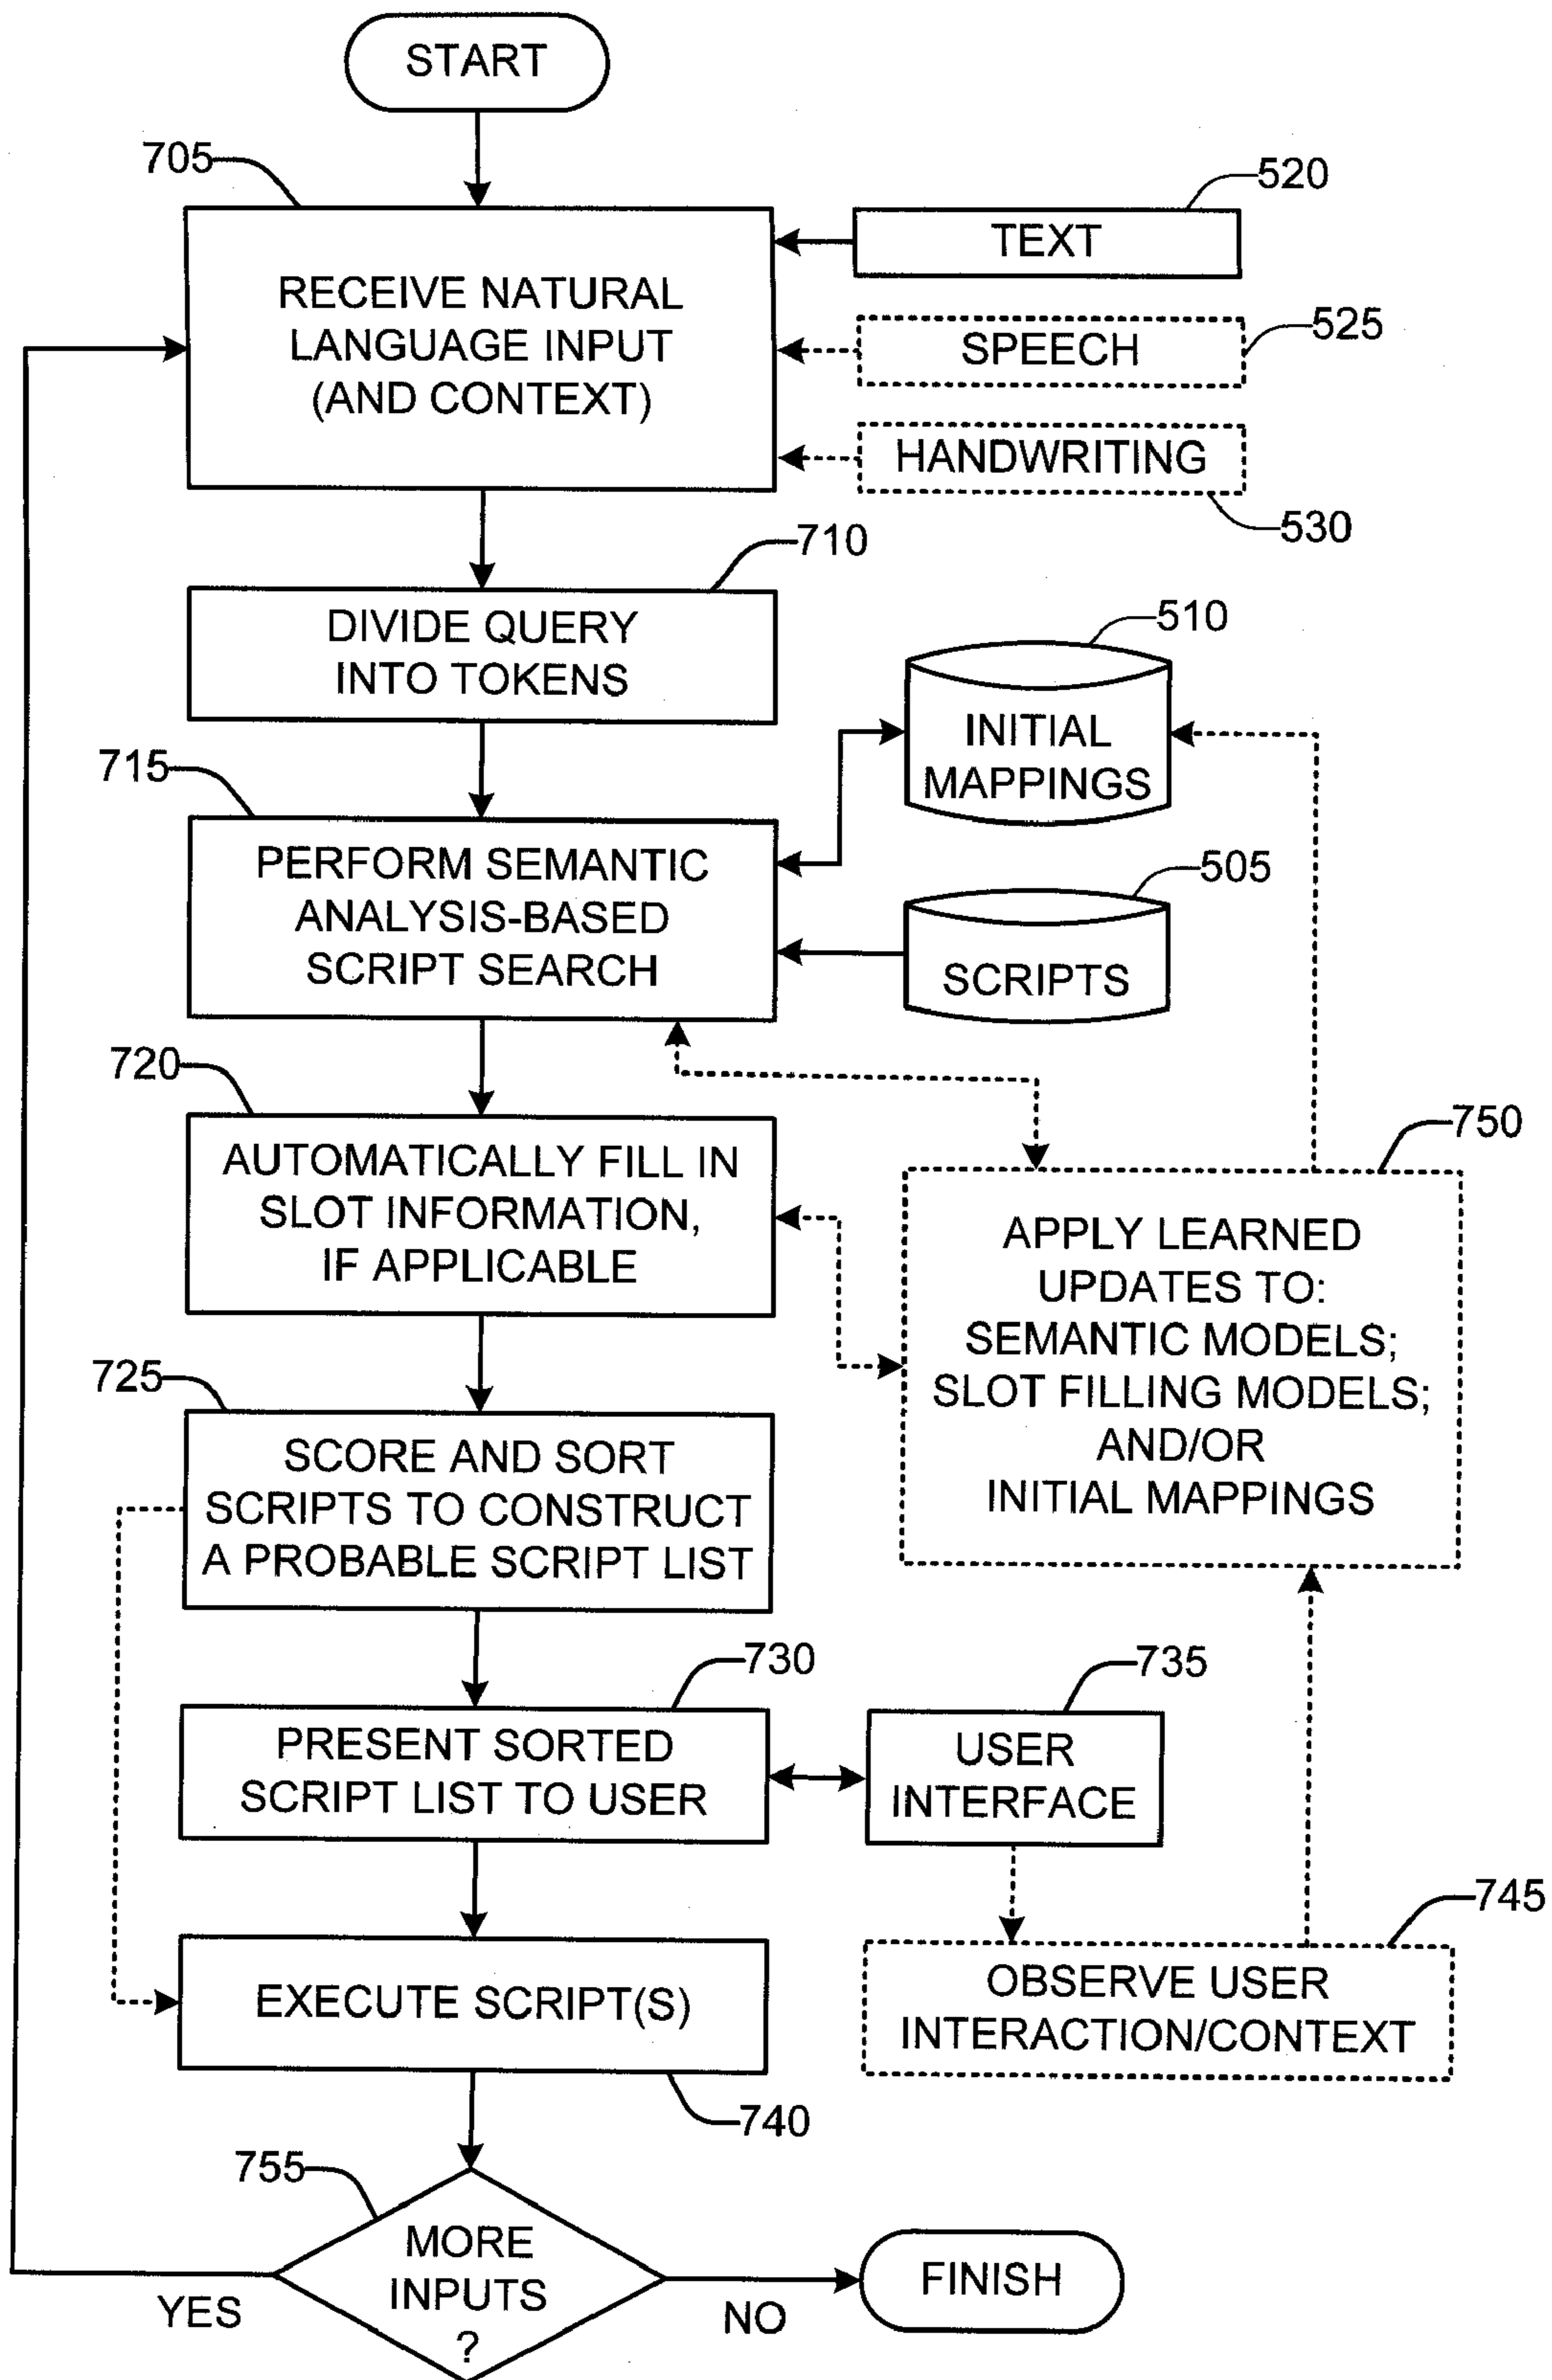 START
705
520
TEXT
RECEIVE NATURAL
LANGUAGE INPUT
(AND CONTEXT)
525
SPEECH
HANDWRITING
530
710
DIVIDE QUERY
INTO TOKENS
510
INITIAL
MAPPINGS
715
PERFORM SEMANTIC
ANALYSIS-BASED
SCRIPT SEARCH
505
SCRIPTS
720
AUTOMATICALLY FILL IN
SLOT INFORMATION,
IF APPLICABLE
750
APPLY LEARNED
UPDATES TO:
SEMANTIC MODELS;
SLOT FILLING MODELS;
AND/OR
INITIAL MAPPINGS
725
SCORE AND SORT
SCRIPTS TO CONSTRUCT
A PROBABLE SCRIPT LIST
730
PRESENT SORTED
SCRIPT LIST TO USER
735
USER
INTERFACE
745
OBSERVE USER
INTERACTION/CONTEXT
EXECUTE SCRIPT(S)
740
755
MORE
INPUTS
?
YES
NO
FINISH